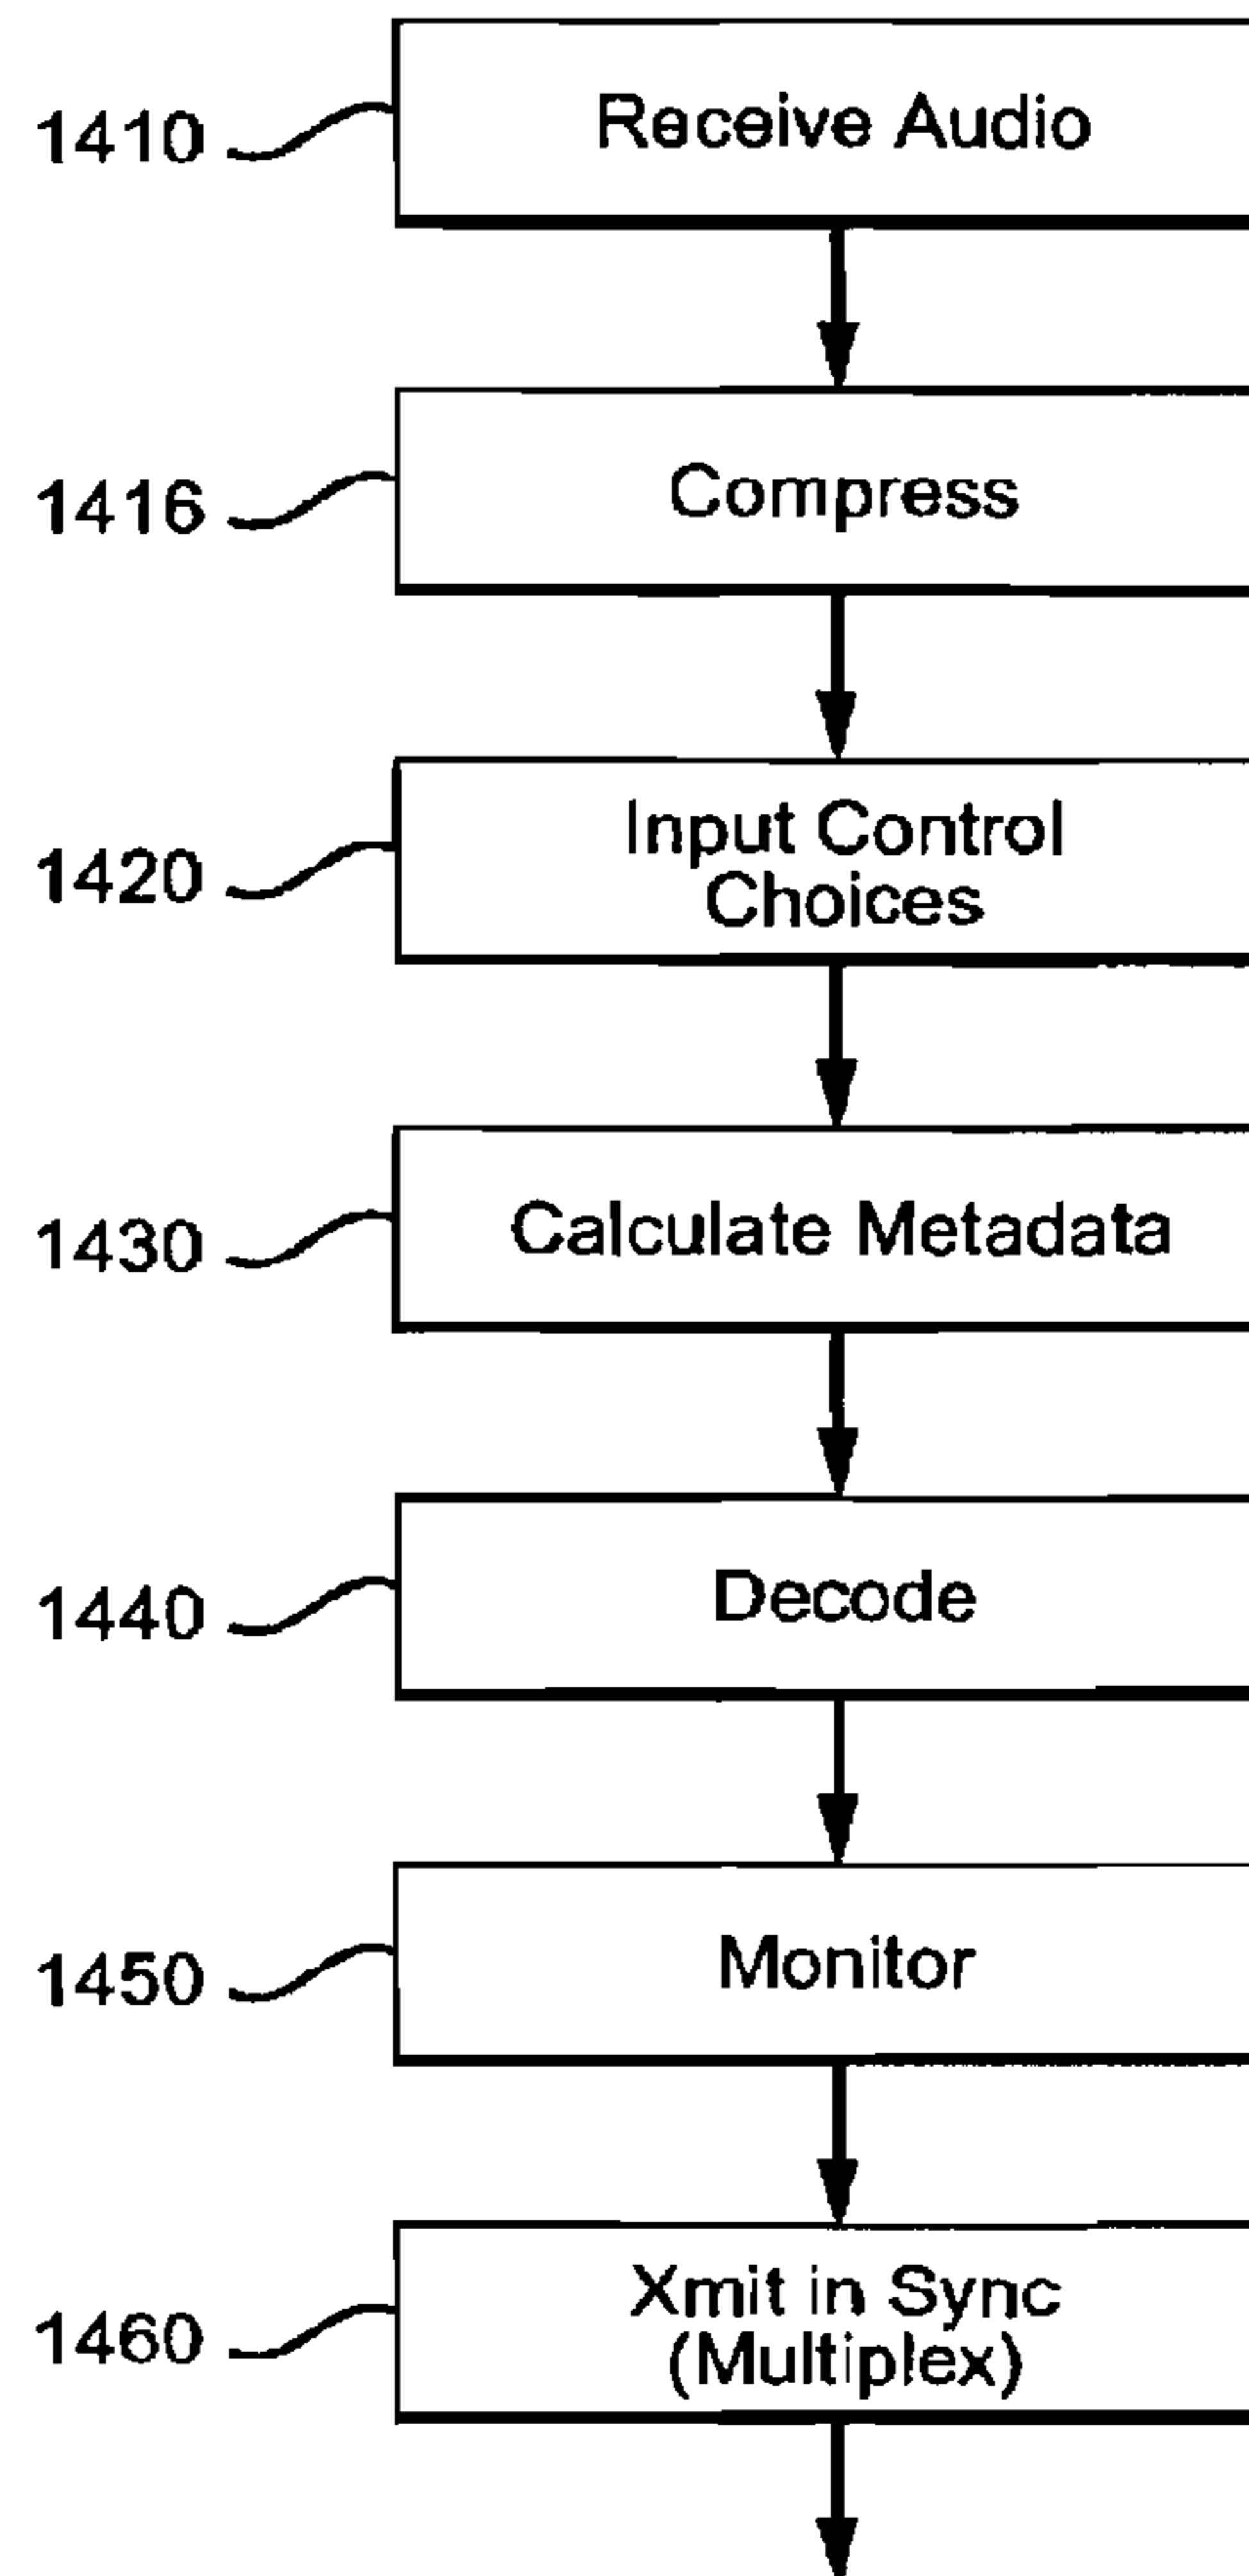 1410
Receive Audio
1416
Compress
1420
Input Control
Choices
1430
Calculate Metadata
1440
Decode
1450
Monitor
1460
Xmit in Sync
(Multiplex)